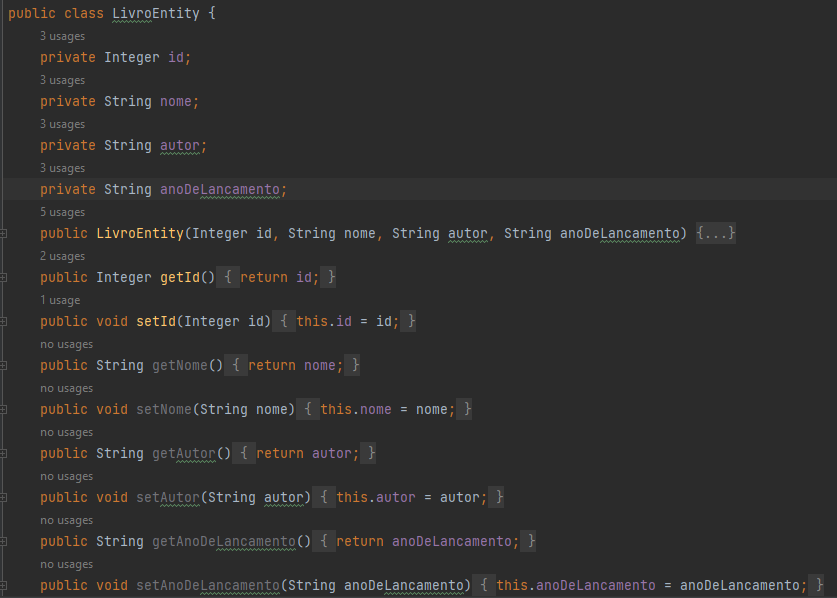 public class LivroEntity {
3 usages
private Integer id;
3 usages
private String nome;
3 usages
private String autor;
3 usages
private String anoDeLancamento;
5 usages
public LivroEntity(Integer id, String nome, String autor, String anoDeLancamento) {...}
2 usages
public Integer getId() { return id; }
1 usage
public void setId(Integer id) { this.id = id; }
no usages
public String getNome() { return nome; }
no usages
public void setNome(String nome) { this.nome = nome; }
no usages
public String getAutor() { return autor; }
no usages
public void setAutor(String autor) { this.autor = autor; }
no usages
public String getAnoDeLancamento() { return anoDeLancamento; }
no usages
public void setAnoDeLancamento(String anoDeLancamento) { this.anoDeLancamento = anoDeLancamento; }